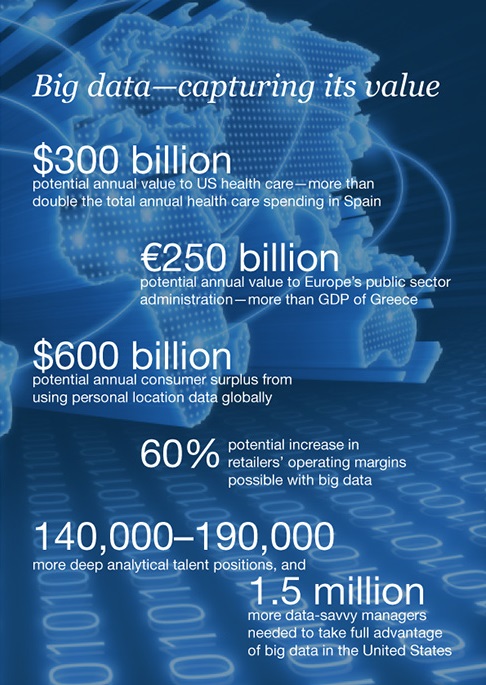 Big data—capturing its value
$300 billion
potential annual value to US health care—more than
double the total annual health care spending in Spain
€250 billion
potential annual value to Europe's public sector
administration—more than GDP of Greece
$600 billion
potential annual consumer surplus from
using personal location data globally
60%
potential increase in
retailers' operating margins
possible with big data
140,000–190,000
more deep analytical talent positions, and
1.5 million
more data-savvy managers
needed to take full advantage
of big data in the United States